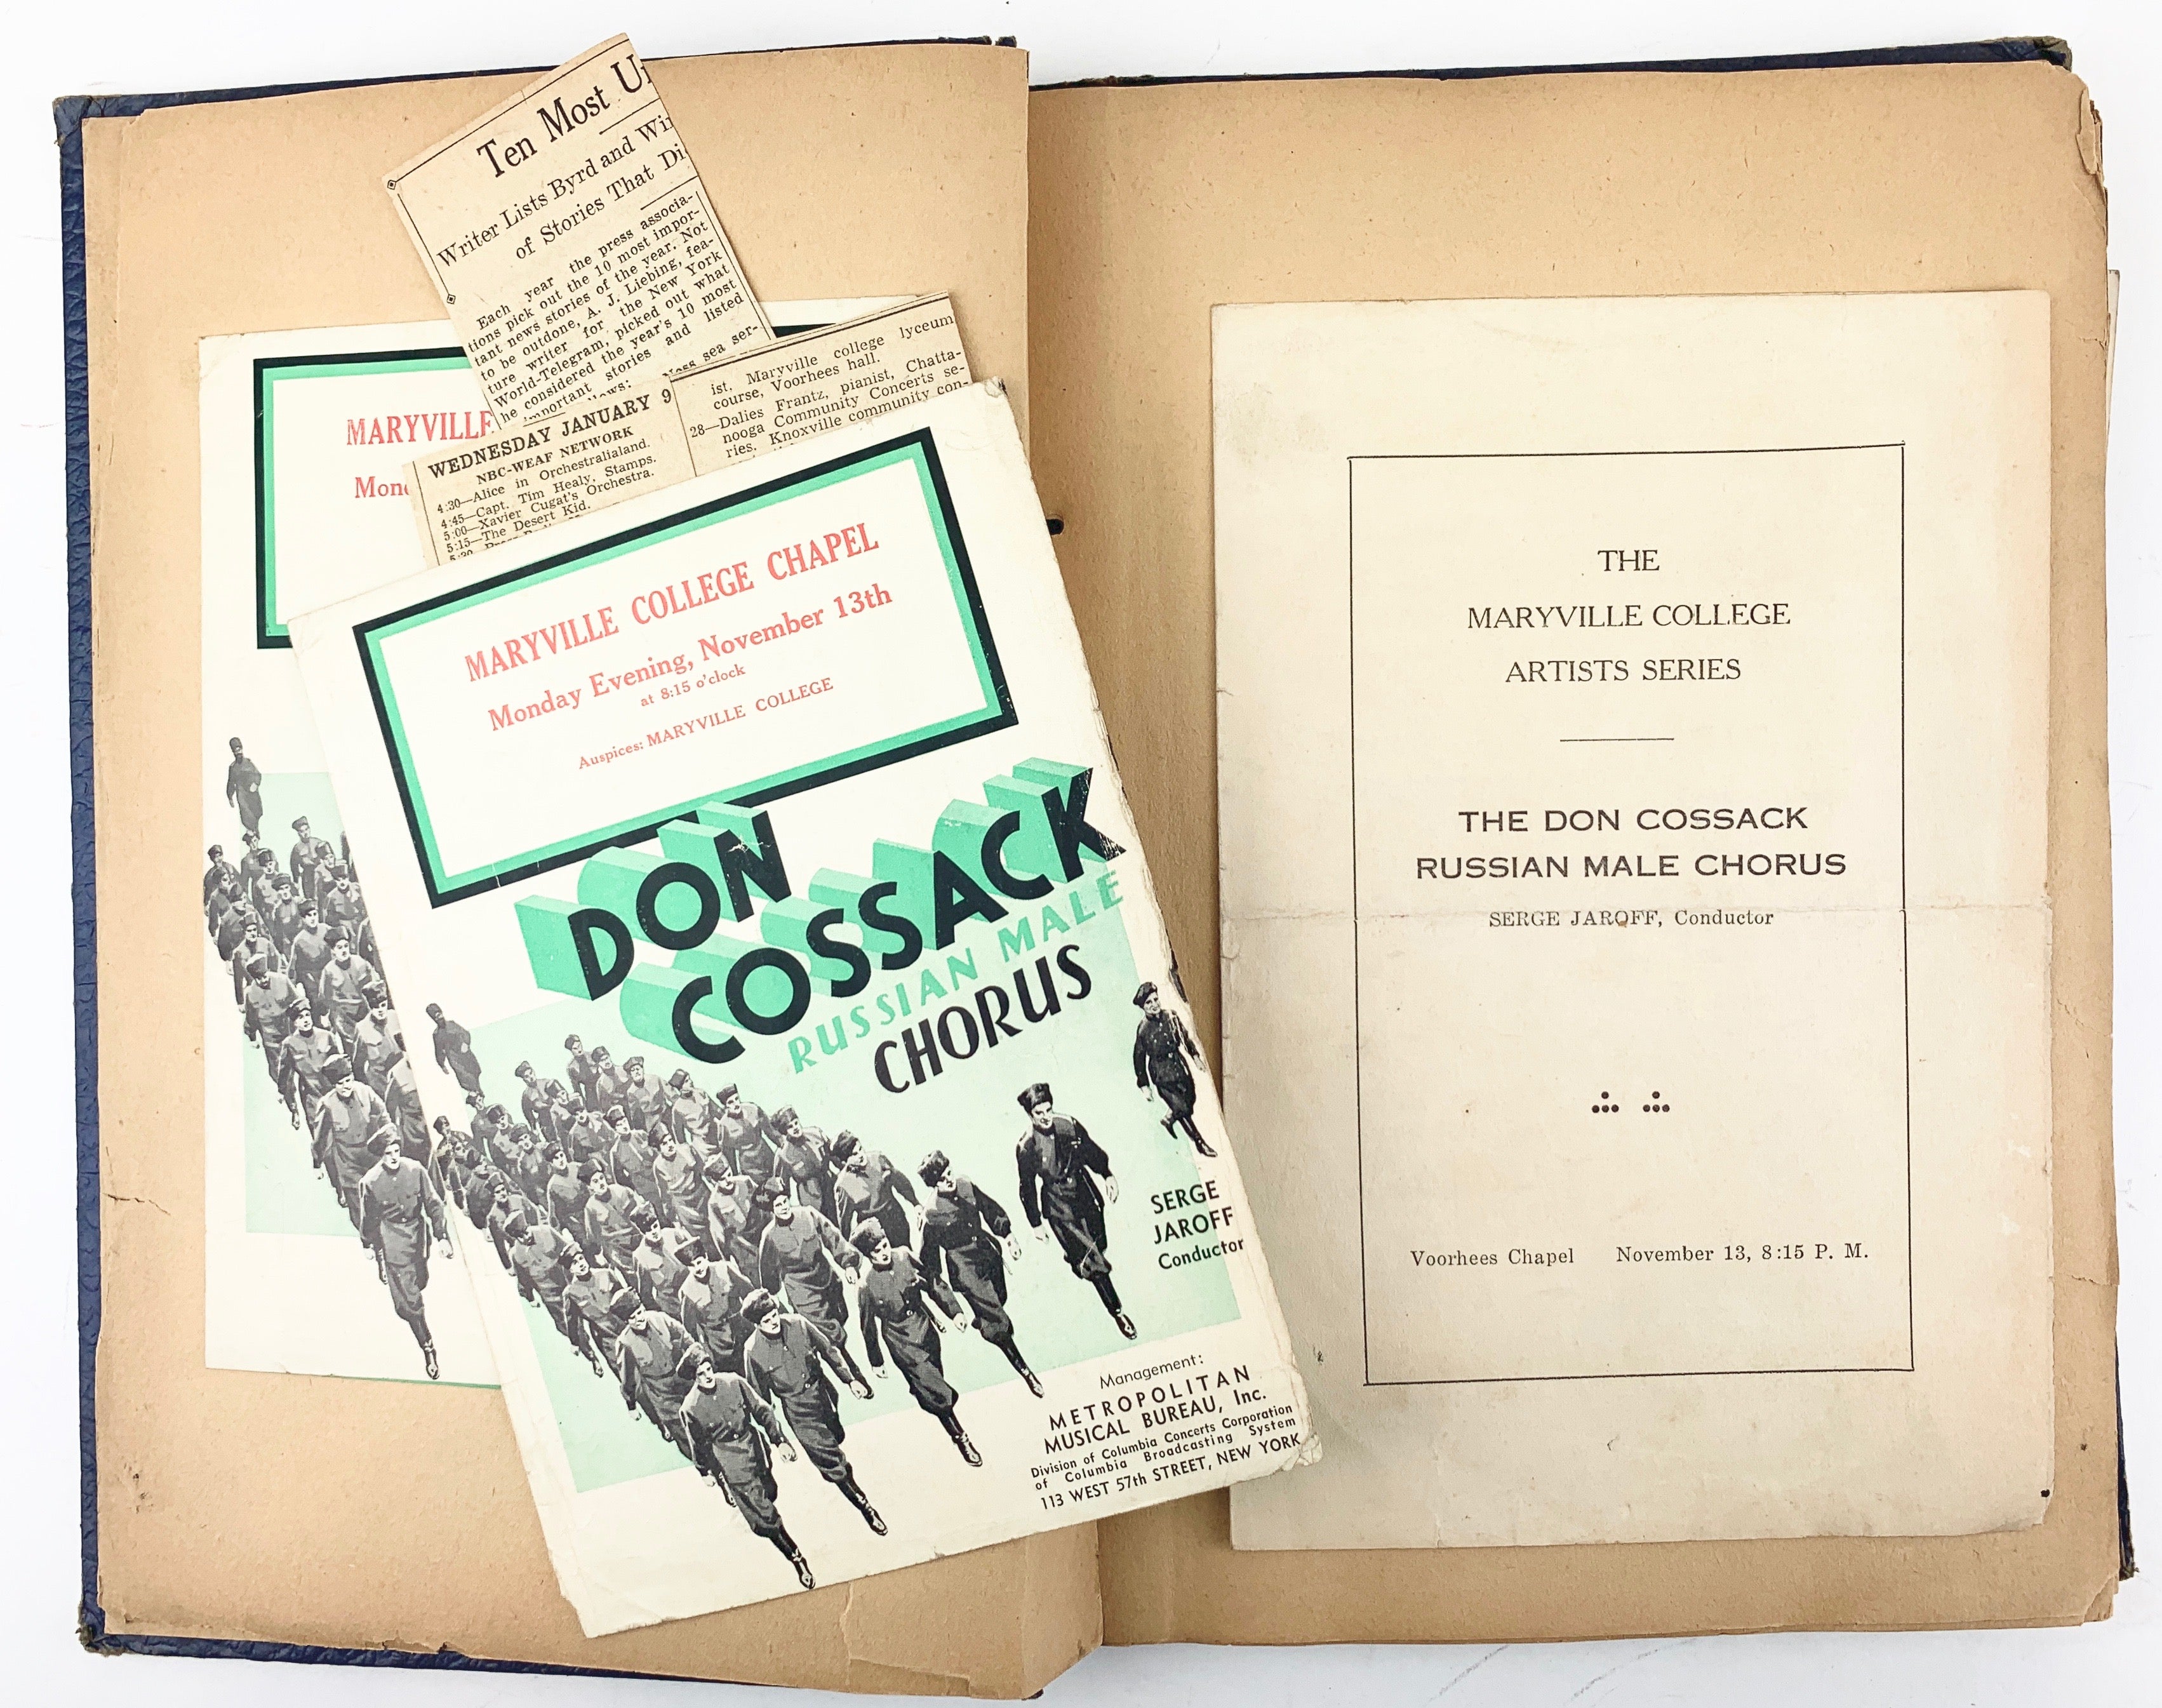 Ten Most
Writer Lists Byrd and
of Stories That
Each year the press associa-
tions pick out the 10 most impor-
tant news stories of the year. Not
to be outdone, A. J. Liebing, fea-
ture writer for the New York
World-Telegram, picked out what
he considered the year's 10 most
important stories and listed
sea ser-
ist, Maryville college lyceum
course, Voorhees hall.
28—Dalies Frantz, pianist, Chatta-
nooga Community Concerts se-
ries. Knoxville community con-
WEDNESDAY JANUARY 9
NBC-WEAF NETWORK
4:30—Alice in Orchestralialand.
4:45—Capt. Tim Healy, Stamps.
5:00—Xavier Cugat's Orchestra.
5:15—The Desert Kid.
MARYVILLE
MARYVILLE COLLEGE CHAPEL
Monday Evening, November 13th
at 8:15 o'clock
Auspices: MARYVILLE COLLEGE
DON
COSSACK
RUSSIAN MALE
CHORUS
SERGE
JAROFF
Conductor
Management:
METROPOLITAN
MUSICAL BUREAU, Inc.
Division of Columbia Concerts Corporation
of Columbia Broadcasting System
113 WEST 57th STREET, NEW YORK
THE
MARYVILLE COLLEGE
ARTISTS SERIES
THE DON COSSACK
RUSSIAN MALE CHORUS
SERGE JAROFF, Conductor
Voorhees Chapel November 13, 8:15 P. M.